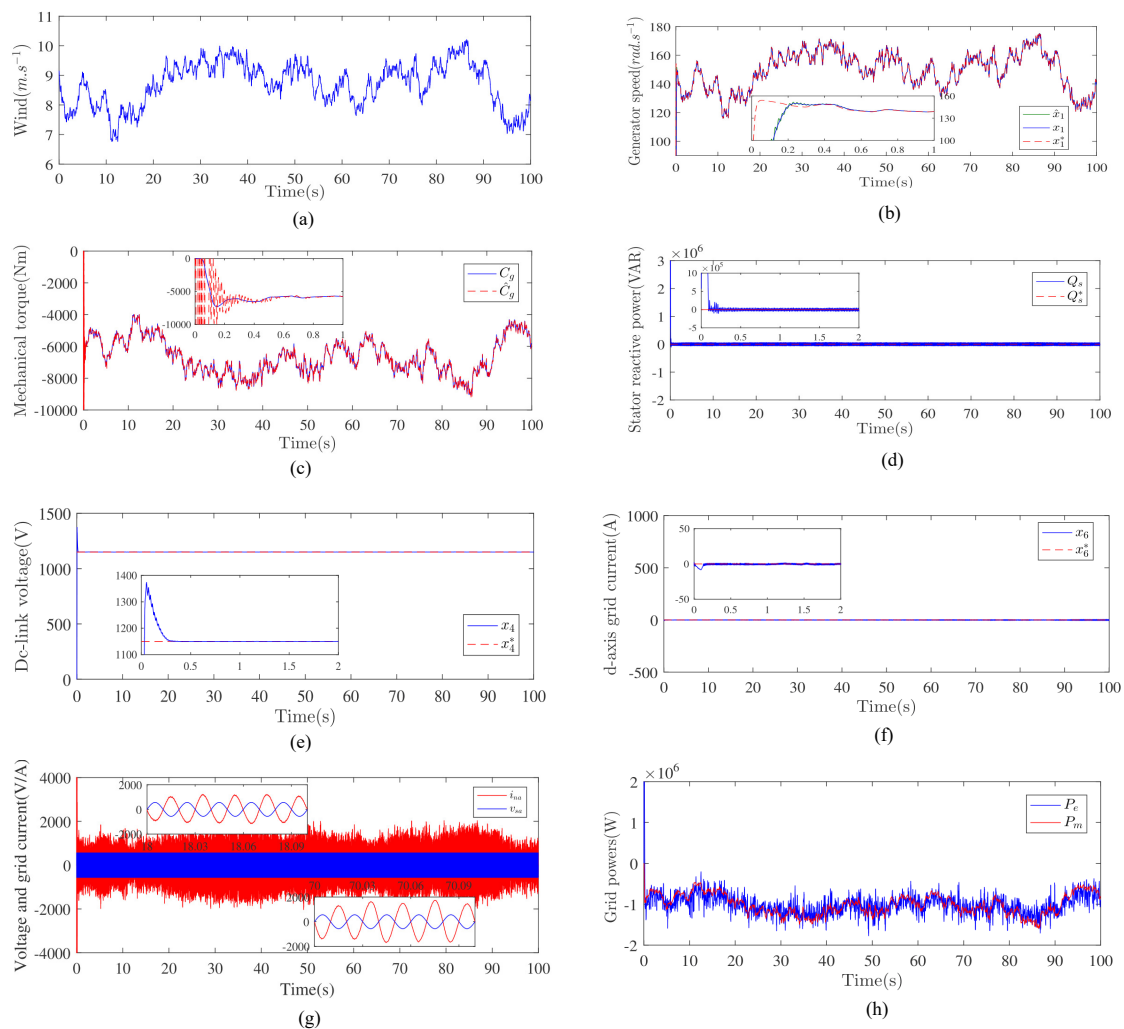 11
10
9
8
7
6
Wind(m.s⁻¹)
0 10 20 30 40 50 60 70 80 90 100
Time(s)
(a)
180
160
140
120
100
Generator speed(rad.s⁻¹)
160
130
100
0 0.2 0.4 0.6 0.8 1
x̂₁
x₁
x₁*
0 10 20 30 40 50 60 70 80 90 100
Time(s)
(b)
0
-2000
-4000
-6000
-8000
-10000
Mechanical torque(Nm)
0
-5000
-10000
0 0.2 0.4 0.6 0.8 1
C_g
Ĉ_g
0 10 20 30 40 50 60 70 80 90 100
Time(s)
(c)
×10⁶
3
2
1
0
-1
-2
Stator reactive power(VAR)
×10⁵
10
5
0
-5
0 0.5 1 1.5 2
Q_s
Q_s*
0 10 20 30 40 50 60 70 80 90 100
Time(s)
(d)
1500
1000
500
0
Dc-link voltage(V)
1400
1300
1200
1100
0 0.5 1 1.5 2
x₄
x₄*
0 10 20 30 40 50 60 70 80 90 100
Time(s)
(e)
1000
500
0
-500
d-axis grid current(A)
50
0
-50
0 0.5 1 1.5 2
x₆
x₆*
0 10 20 30 40 50 60 70 80 90 100
Time(s)
(f)
4000
2000
0
-2000
-4000
Voltage and grid current(V/A)
2000
0
-2000
18 18.03 18.06 18.09
70 70.03 70.06 70.09
2000
0
-2000
i_na
v_sa
0 10 20 30 40 50 60 70 80 90 100
Time(s)
(g)
×10⁶
2
1
0
-1
-2
Grid powers(W)
P_e
P_m
0 10 20 30 40 50 60 70 80 90 100
Time(s)
(h)